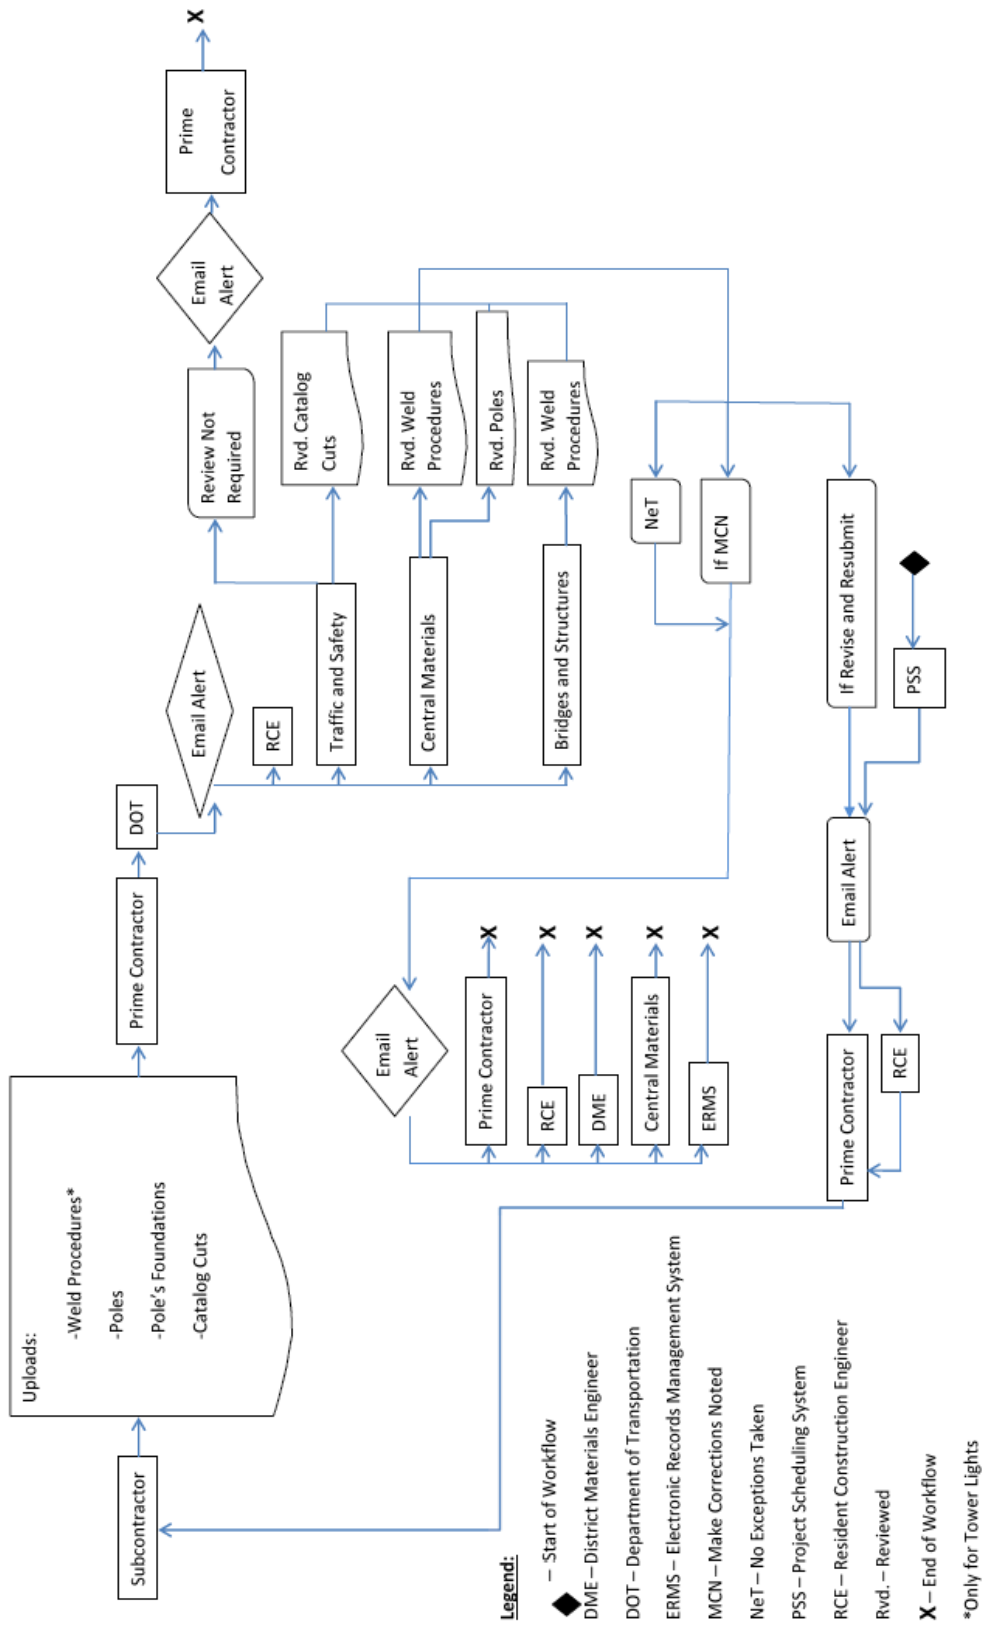 Subcontractor
Uploads:
-Weld Procedures*
-Poles
-Pole's Foundations
-Catalog Cuts
Prime Contractor
DOT
Email Alert
RCE
Traffic and Safety
Central Materials
Bridges and Structures
Review Not
Required
Email
Alert
Prime
Contractor
X
Rvd. Catalog
Cuts
Rvd. Weld
Procedures
Rvd. Poles
Rvd. Weld
Procedures
NeT
If MCN
If Revise and Resubmit
PSS
Email Alert
Prime Contractor
RCE
Email
Alert
Prime Contractor
X
RCE
X
DME
X
Central Materials
X
ERMS
X
Legend:
– Start of Workflow
DME – District Materials Engineer
DOT – Department of Transportation
ERMS – Electronic Records Management System
MCN – Make Corrections Noted
NeT – No Exceptions Taken
PSS – Project Scheduling System
RCE – Resident Construction Engineer
Rvd. – Reviewed
X – End of Workflow
*Only for Tower Lights